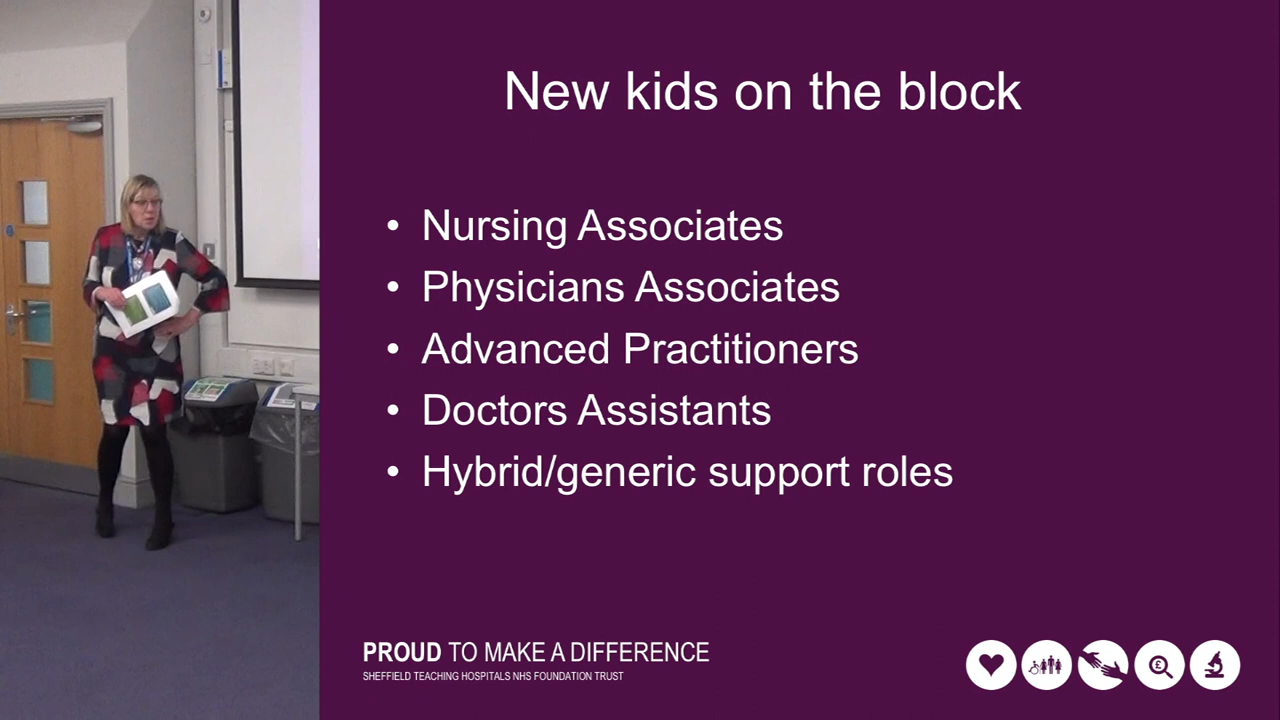 New kids on the block
• Nursing Associates
• Physicians Associates
• Advanced Practitioners
• Doctors Assistants
• Hybrid/generic support roles
PROUD TO MAKE A DIFFERENCE
SHEFFIELD TEACHING HOSPITALS NHS FOUNDATION TRUST
£